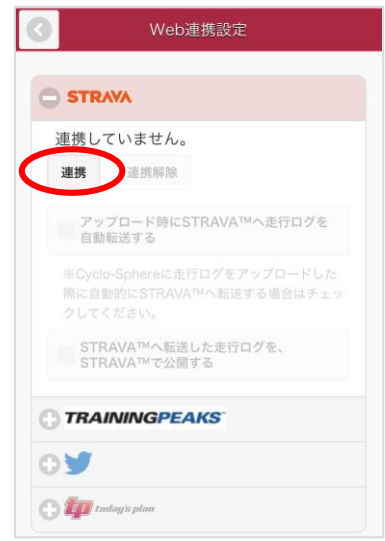 Web連携設定
STRAVA
連携していません。
連携 連携解除
アップロード時にSTRAVA™へ走行ログを
自動転送する
※Cyclo-Sphereに走行ログをアップロードした
際に自動的にSTRAVA™へ転送する場合はチェッ
クしてください。
STRAVA™へ転送した走行ログを、
STRAVA™で公開する
TRAININGPEAKS
tp today's plan